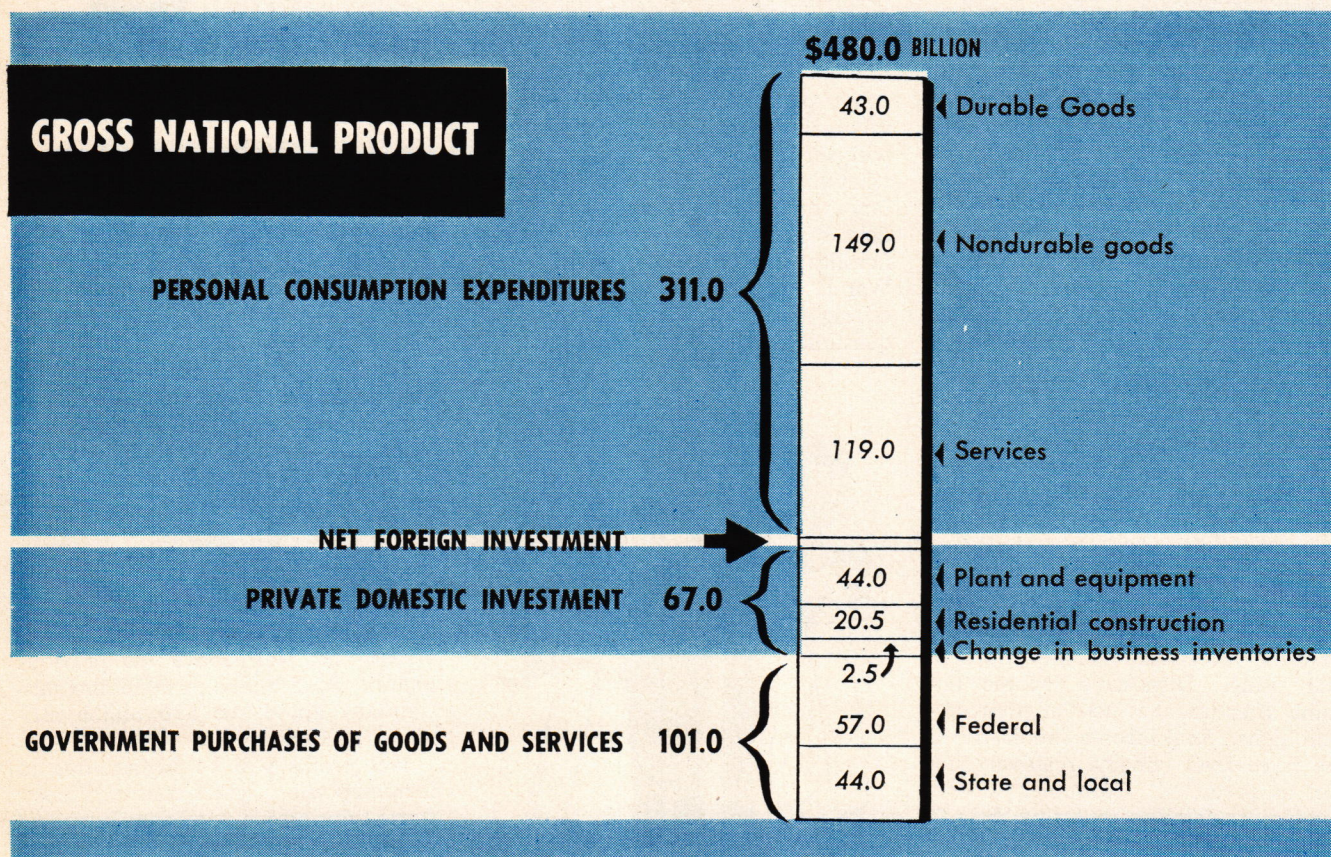 $480.0 BILLION
GROSS NATIONAL PRODUCT
43.0 Durable Goods
149.0 Nondurable goods
PERSONAL CONSUMPTION EXPENDITURES 311.0
119.0 Services
NET FOREIGN INVESTMENT
44.0 Plant and equipment
PRIVATE DOMESTIC INVESTMENT 67.0
20.5 Residential construction
Change in business inventories
2.5
57.0 Federal
GOVERNMENT PURCHASES OF GOODS AND SERVICES 101.0
44.0 State and local